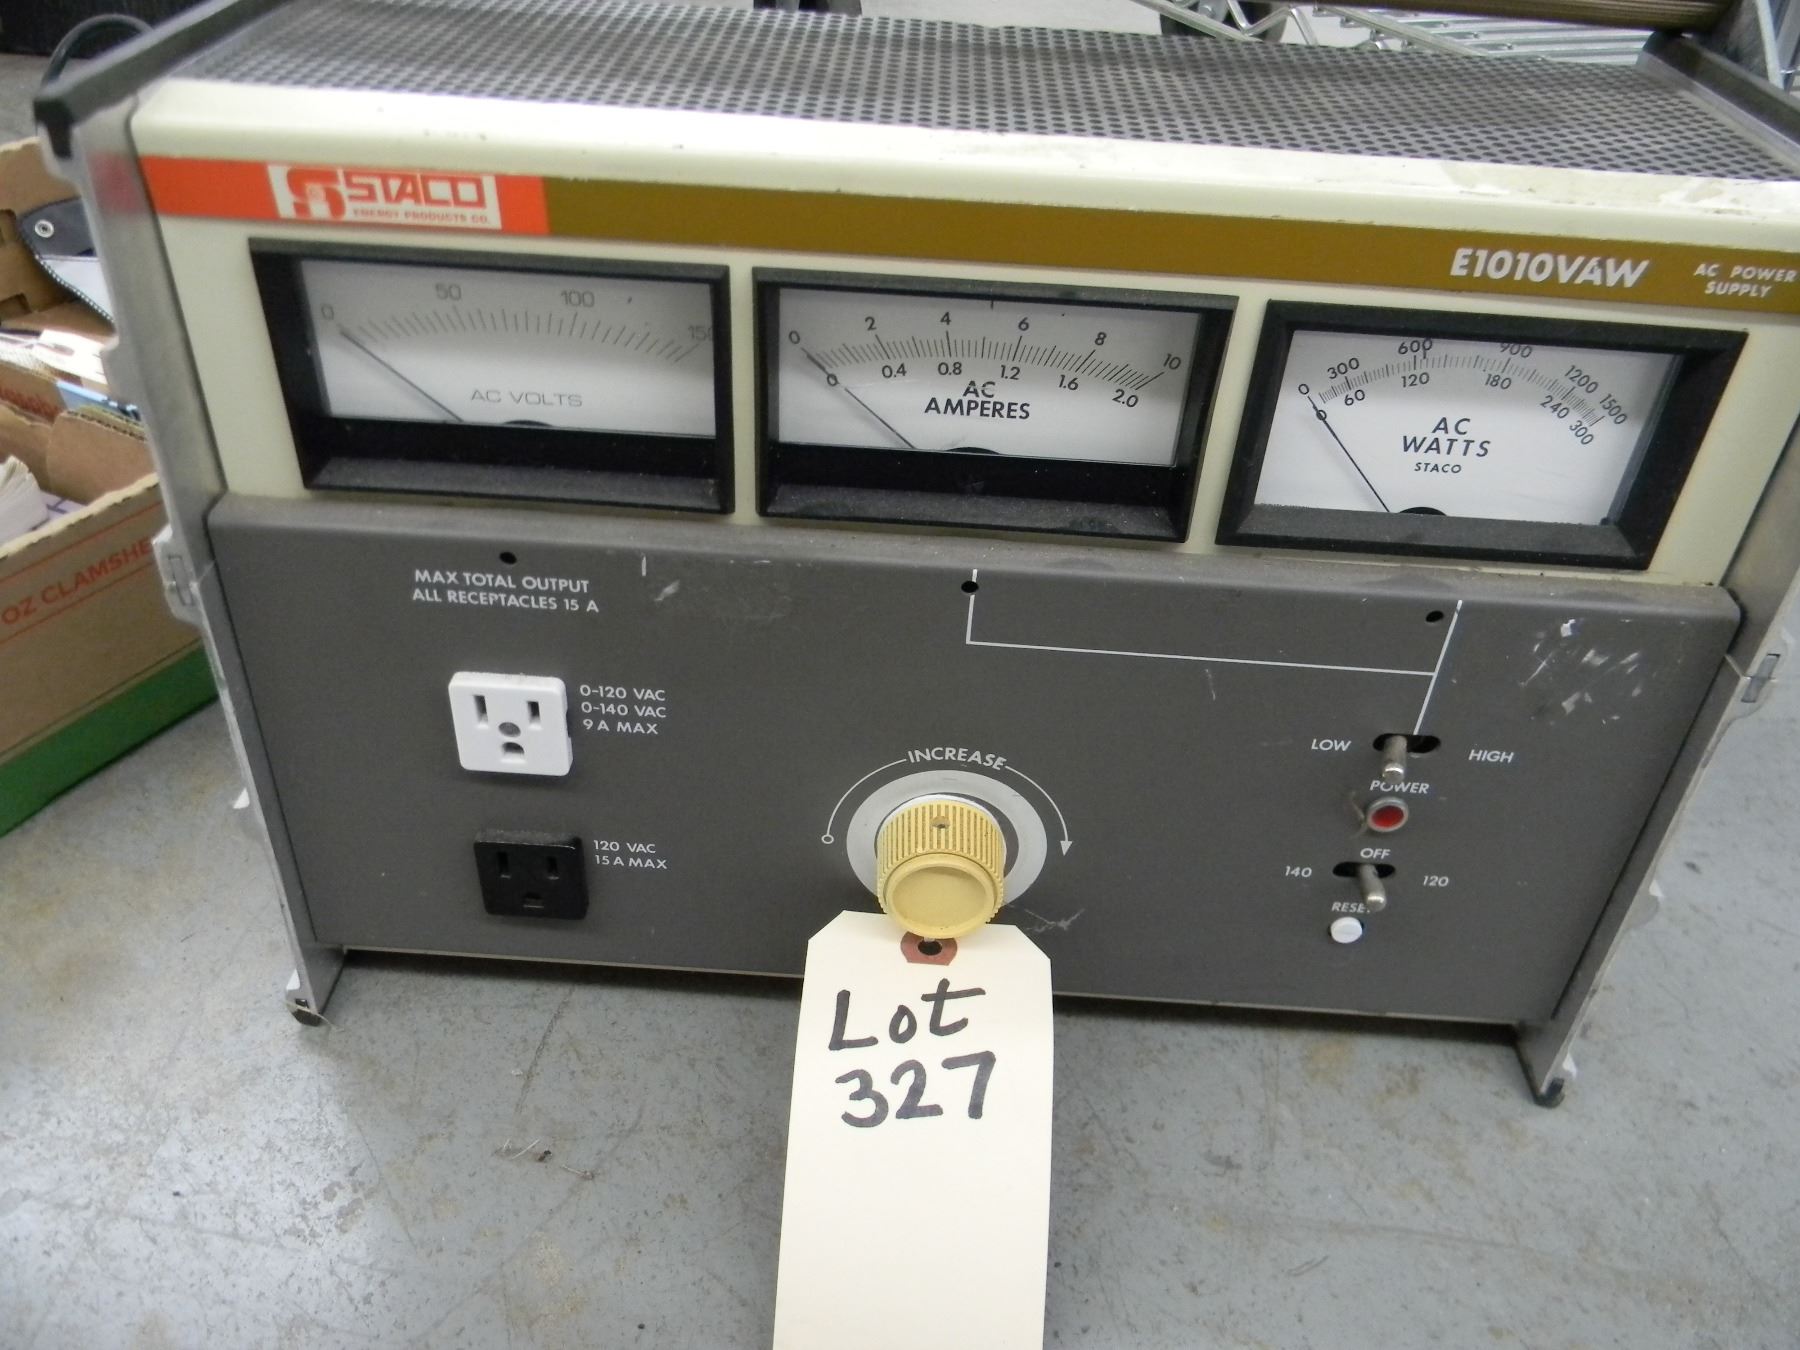 STACO
ENERGY PRODUCTS CO.
E1010VAW
AC POWER
SUPPLY
0 50 100 150
AC VOLTS
0 2 4 6 8 10
0 0.4 0.8 1.2 1.6 2.0
AC
AMPERES
0 300 600 900 1200 1500
0 60 120 180 240 300
AC
WATTS
STACO
MAX TOTAL OUTPUT
ALL RECEPTACLES 15 A
0-120 VAC
0-140 VAC
9 A MAX
120 VAC
15 A MAX
INCREASE
LOW HIGH
POWER
OFF
140 120
RESET
Lot
327
OZ CLAMSHE